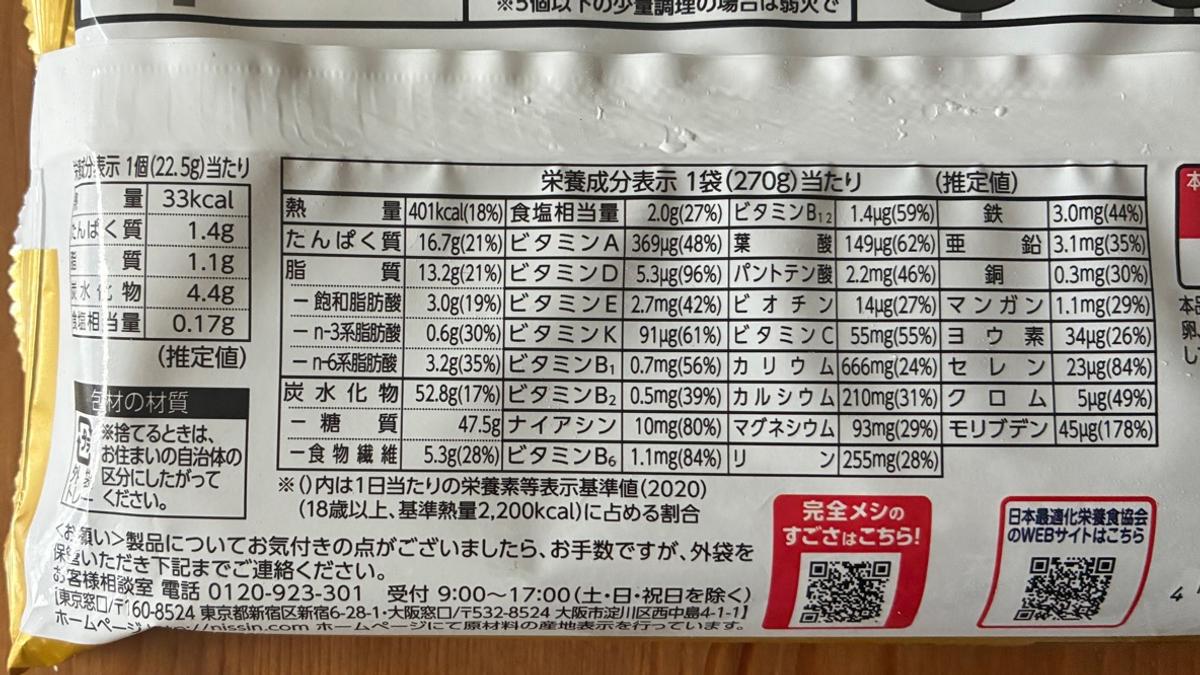 ※5個以下の少量調理の場合は弱火で
栄養成分表示 1個(22.5g)当たり
熱量 33kcal
たんぱく質 1.4g
脂質 1.1g
炭水化物 4.4g
食塩相当量 0.17g
(推定値)
包材の材質
※捨てるときは、
お住まいの自治体の
区分にしたがって
ください。
栄養成分表示 1袋(270g)当たり (推定値)
熱量 401kcal(18%) 食塩相当量 2.0g(27%) ビタミンB12 1.4μg(59%) 鉄 3.0mg(44%)
たんぱく質 16.7g(21%) ビタミンA 369μg(48%) 葉酸 149μg(62%) 亜鉛 3.1mg(35%)
脂質 13.2g(21%) ビタミンD 5.3μg(96%) パントテン酸 2.2mg(46%) 銅 0.3mg(30%)
－飽和脂肪酸 3.0g(19%) ビタミンE 2.7mg(42%) ビオチン 14μg(27%) マンガン 1.1mg(29%)
－n-3系脂肪酸 0.6g(30%) ビタミンK 91μg(61%) ビタミンC 55mg(55%) ヨウ素 34μg(26%)
－n-6系脂肪酸 3.2g(35%) ビタミンB1 0.7mg(56%) カリウム 666mg(24%) セレン 23μg(84%)
炭水化物 52.8g(17%) ビタミンB2 0.5mg(39%) カルシウム 210mg(31%) クロム 5μg(49%)
－糖質 47.5g ナイアシン 10mg(80%) マグネシウム 93mg(29%) モリブデン 45μg(178%)
－食物繊維 5.3g(28%) ビタミンB6 1.1mg(84%) リン 255mg(28%)
※()内は1日当たりの栄養素等表示基準値(2020)
(18歳以上、基準熱量2,200kcal)に占める割合
<お願い>製品についてお気付きの点がございましたら、お手数ですが、外袋を
保管いただき下記までご連絡ください。
お客様相談室 電話 0120-923-301 受付 9:00～17:00(土・日・祝日を除く)
【東京窓口/〒160-8524 東京都新宿区新宿6-28-1・大阪窓口/〒532-8524 大阪市淀川区西中島4-1-1】
ホームページ //nissin.com ホームページにて原材料の産地表示を行っています。
完全メシの
すごさはこちら!
日本最適化栄養食協会
のWEBサイトはこちら